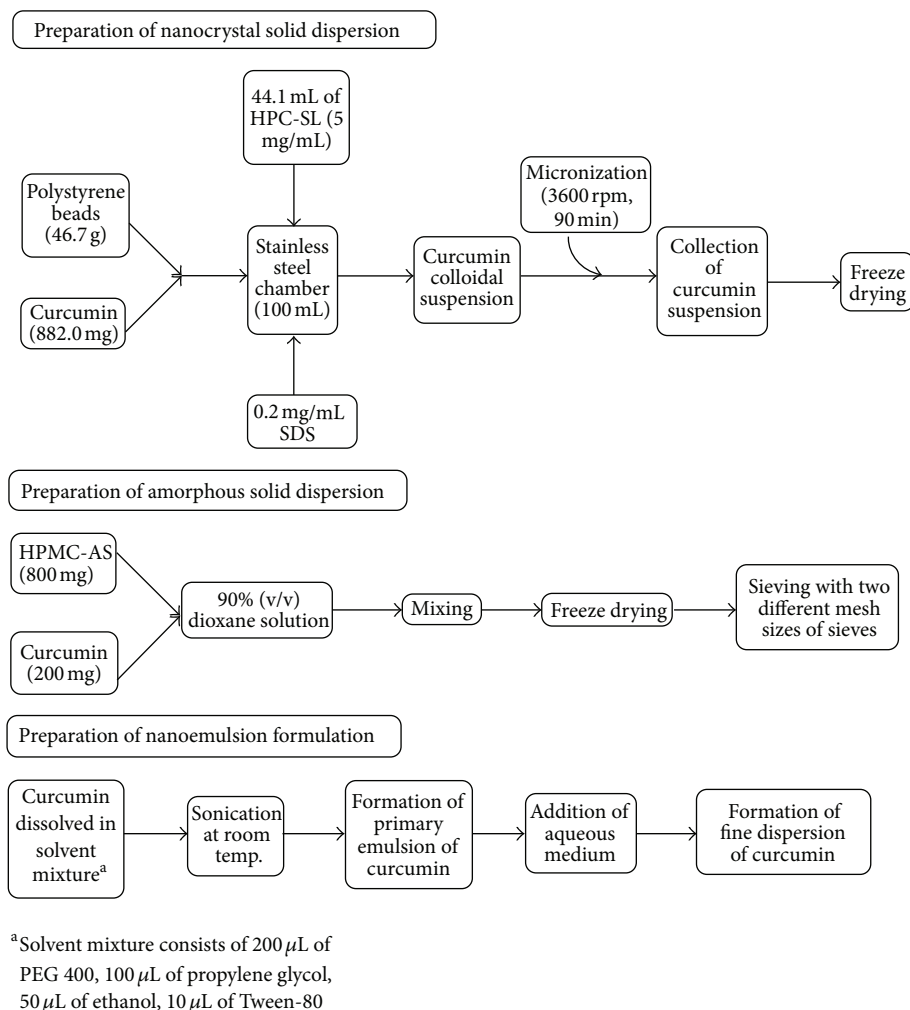 Preparation of nanocrystal solid dispersion
44.1 mL of
HPC-SL (5
mg/mL)
Polystyrene
beads
(46.7 g)
Curcumin
(882.0 mg)
Stainless
steel
chamber
(100 mL)
0.2 mg/mL
SDS
Curcumin
colloidal
suspension
Micronization
(3600 rpm,
90 min)
Collection
of
curcumin
suspension
Freeze
drying
Preparation of amorphous solid dispersion
HPMC-AS
(800 mg)
Curcumin
(200 mg)
90% (v/v)
dioxane solution
Mixing
Freeze drying
Sieving with two
different mesh
sizes of sieves
Preparation of nanoemulsion formulation
Curcumin
dissolved in
solvent
mixtureᵃ
Sonication
at room
temp.
Formation of
primary
emulsion of
curcumin
Addition of
aqueous
medium
Formation of
fine dispersion
of curcumin
ᵃ Solvent mixture consists of 200 μL of
PEG 400, 100 μL of propylene glycol,
50 μL of ethanol, 10 μL of Tween-80